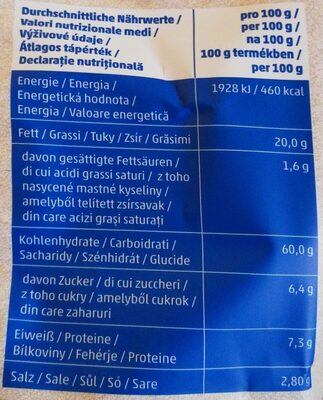 Durchschnittliche Nährwerte /
Valori nutrizionale medi /
Výživové údaje /
Átlagos tápérték /
Declarație nutrițională
pro 100 g /
per 100 g /
na 100 g /
100 g termékben /
per 100 g
Energie / Energia /
Energetická hodnota /
Energia / Valoare energetică
1928 kJ / 460 kcal
Fett / Grassi / Tuky / Zsír / Grăsimi
20,0 g
davon gesättigte Fettsäuren /
di cui acidi grassi saturi / z toho
nasycené mastné kyseliny /
amelyből telített zsírsavak /
din care acizi grași saturați
1,6 g
Kohlenhydrate / Carboidrati /
Sacharidy / Szénhidrát / Glucide
60,0 g
davon Zucker / di cui zuccheri /
z toho cukry / amelyből cukrok /
din care zaharuri
6,4 g
Eiweiß / Proteine /
Bílkoviny / Fehérje / Proteine
7,3 g
Salz / Sale / Sůl / Só / Sare
2,80 g